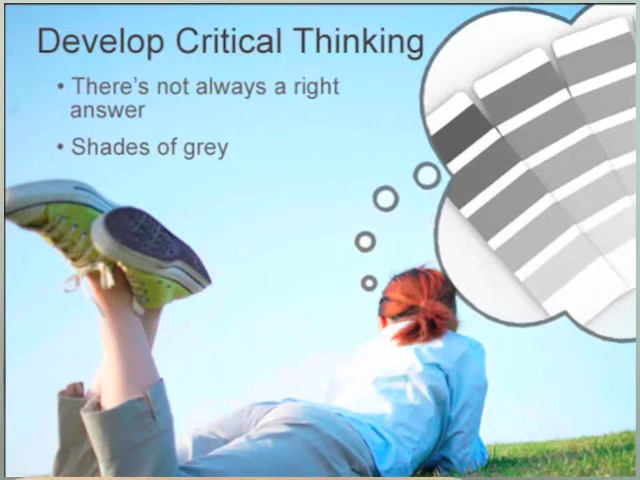 Develop Critical Thinking
• There's not always a right
answer
• Shades of grey